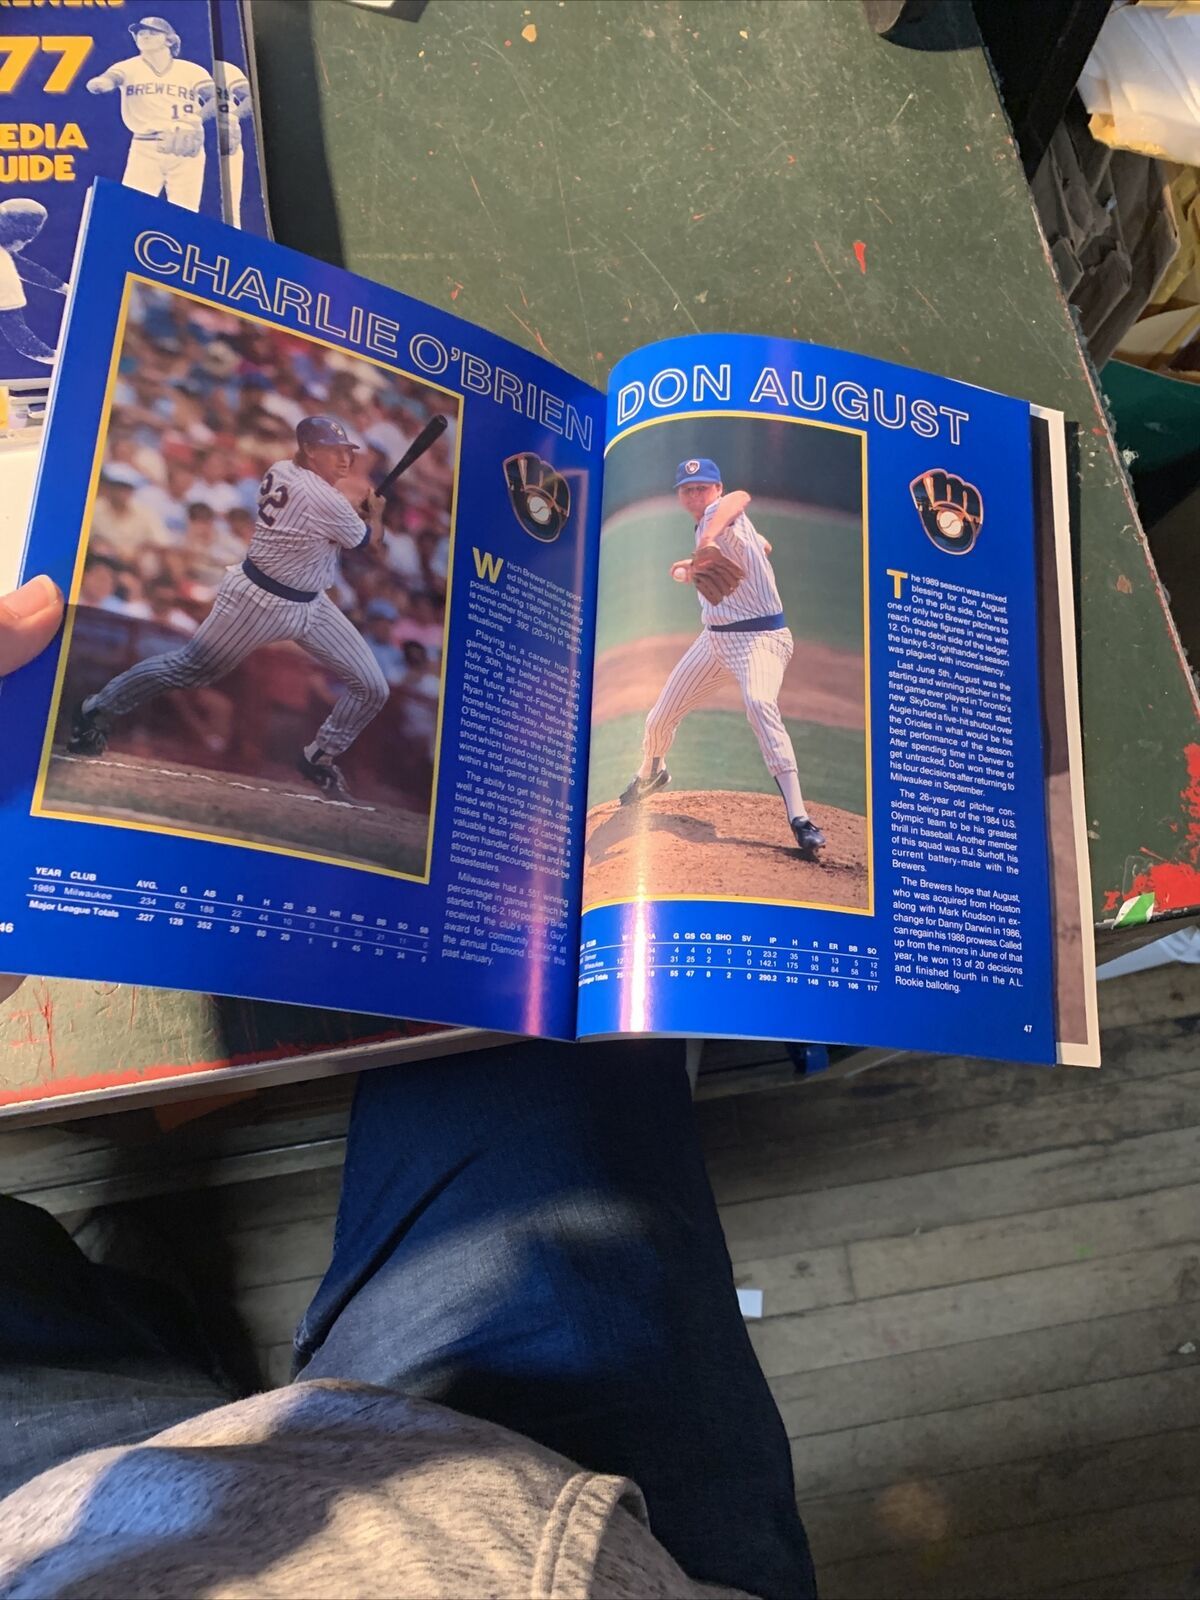 77
EDIA
UIDE
BREWERS
19
CHARLIE O'BRIEN
22
Which Brewer player sport-
ed the best batting aver-
age with men in scoring
position during 1989? The answer
is none other than Charlie O'Brien,
who batted .392 (20-51) in such
situations.
Playing in a career high 62
games, Charlie hit six homers. On
July 30th, he belted a three-run
homer off all-time strikeout king
and future Hall-of-Famer Nolan
Ryan in Texas. Then, before the
home fans on Sunday, August 20th,
O'Brien clouted another three-run
homer, this one vs. the Red Sox, a
shot which turned out to be game-
winner and pulled the Brewers to
within a half-game of first.
The ability to get the key hit as
well as advancing runners, com-
bined with his defensive prowess,
makes the 29-year old catcher a
valuable team player. Charlie is a
proven handler of pitchers and his
strong arm discourages would-be
basestealers.
Milwaukee had a .551 winning
percentage in games in which he
started. The 6-2, 190 pound O'Brien
received the club's "Good Guy"
award for community service at
the annual Diamond Dinner this
past January.
YEAR CLUB AVG. G AB R H 2B 3B HR RBI BB SO SB
1989 Milwaukee .234 62 188 22 44 10 0 6 35 21 11 0
Major League Totals .227 128 352 39 80 20 1 8 45 33 34 0
46
DON AUGUST
The 1989 season was a mixed
blessing for Don August.
On the plus side, Don was
one of only two Brewer pitchers to
reach double figures in wins with
12. On the debit side of the ledger,
the lanky 6-3 righthander's season
was plagued with inconsistency.
Last June 5th, August was the
starting and winning pitcher in the
first game ever played in Toronto's
new SkyDome. In his next start,
Augie hurled a five-hit shutout over
the Orioles in what would be his
best performance of the season.
After spending time in Denver to
get untracked, Don won three of
his four decisions after returning to
Milwaukee in September.
The 26-year old pitcher con-
siders being part of the 1984 U.S.
Olympic team to be his greatest
thrill in baseball. Another member
of this squad was B.J. Surhoff, his
current battery-mate with the
Brewers.
The Brewers hope that August,
who was acquired from Houston
along with Mark Knudson in ex-
change for Danny Darwin in 1986,
can regain his 1988 prowess. Called
up from the minors in June of that
year, he won 13 of 20 decisions
and finished fourth in the A.L.
Rookie balloting.
CLUB G GS CG SHO SV IP H R ER BB SO
4 4 0 0 0 23.2 35 18 13 5 12
31 25 2 1 0 142.1 175 93 84 58 51
League Totals 55 47 8 2 0 290.2 312 148 135 106 117
47